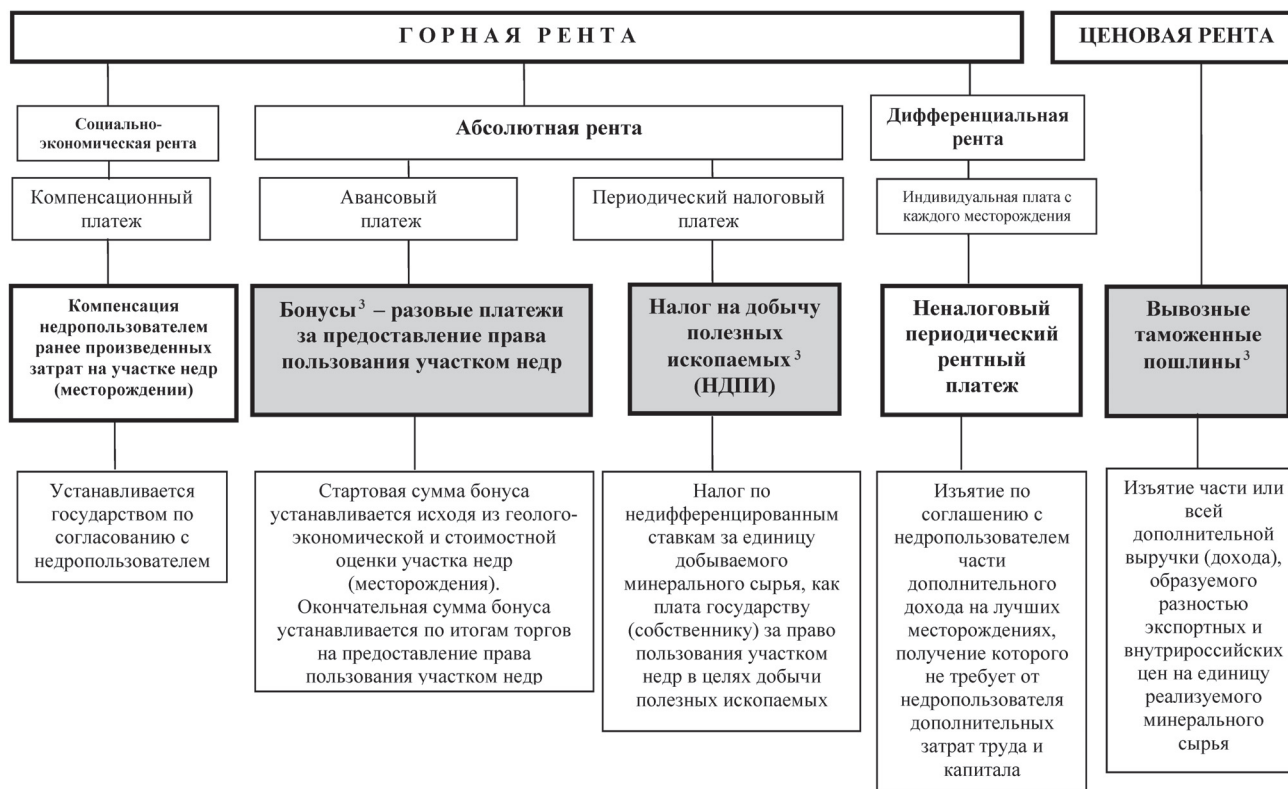 ГОРНАЯ РЕНТА
ЦЕНОВАЯ РЕНТА
Социально-
экономическая рента
Абсолютная рента
Дифференциальная
рента
Компенсационный
платеж
Авансовый
платеж
Периодический налоговый
платеж
Индивидуальная плата с
каждого месторождения
Компенсация
недропользователем
ранее произведенных
затрат на участке недр
(месторождении)
Бонусы³ – разовые платежи
за предоставление права
пользования участком недр
Налог на добычу
полезных
ископаемых³
(НДПИ)
Неналоговый
периодический
рентный
платеж
Вывозные
таможенные
пошлины³
Устанавливается
государством по
согласованию с
недропользователем
Стартовая сумма бонуса
устанавливается исходя из геолого-
экономической и стоимостной
оценки участка недр
(месторождения).
Окончательная сумма бонуса
устанавливается по итогам торгов
на предоставление права
пользования участком недр
Налог по
недифференцированным
ставкам за единицу
добываемого
минерального сырья, как
плата государству
(собственнику) за право
пользования участком
недр в целях добычи
полезных ископаемых
Изъятие по
соглашению с
недропользователем
части
дополнительного
дохода на лучших
месторождениях,
получение которого
не требует от
недропользователя
дополнительных
затрат труда и
капитала
Изъятие части или
всей
дополнительной
выручки (дохода),
образуемого
разностью
экспортных и
внутрироссийских
цен на единицу
реализуемого
минерального
сырья